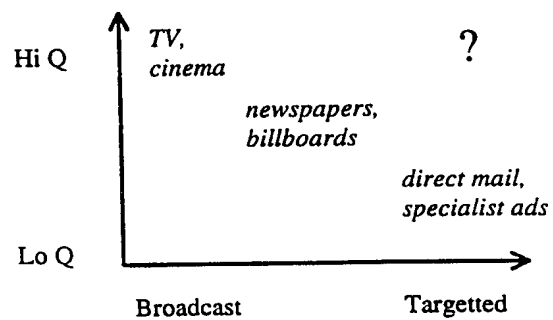 Hi Q
TV,
cinema
?
newspapers,
billboards
direct mail,
specialist ads
Lo Q
Broadcast
Targetted